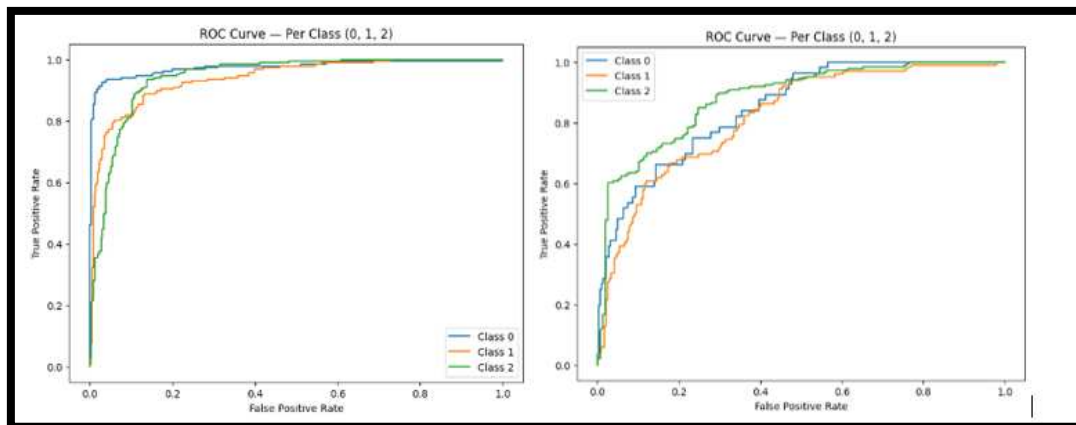 ROC Curve — Per Class (0, 1, 2)
1.0
0.8
0.6
0.4
0.2
0.0
True Positive Rate
Class 0
Class 1
Class 2
0.0 0.2 0.4 0.6 0.8 1.0
False Positive Rate
ROC Curve — Per Class (0, 1, 2)
Class 0
Class 1
Class 2
1.0
0.8
0.6
0.4
0.2
0.0
True Positive Rate
0.0 0.2 0.4 0.6 0.8 1.0
False Positive Rate